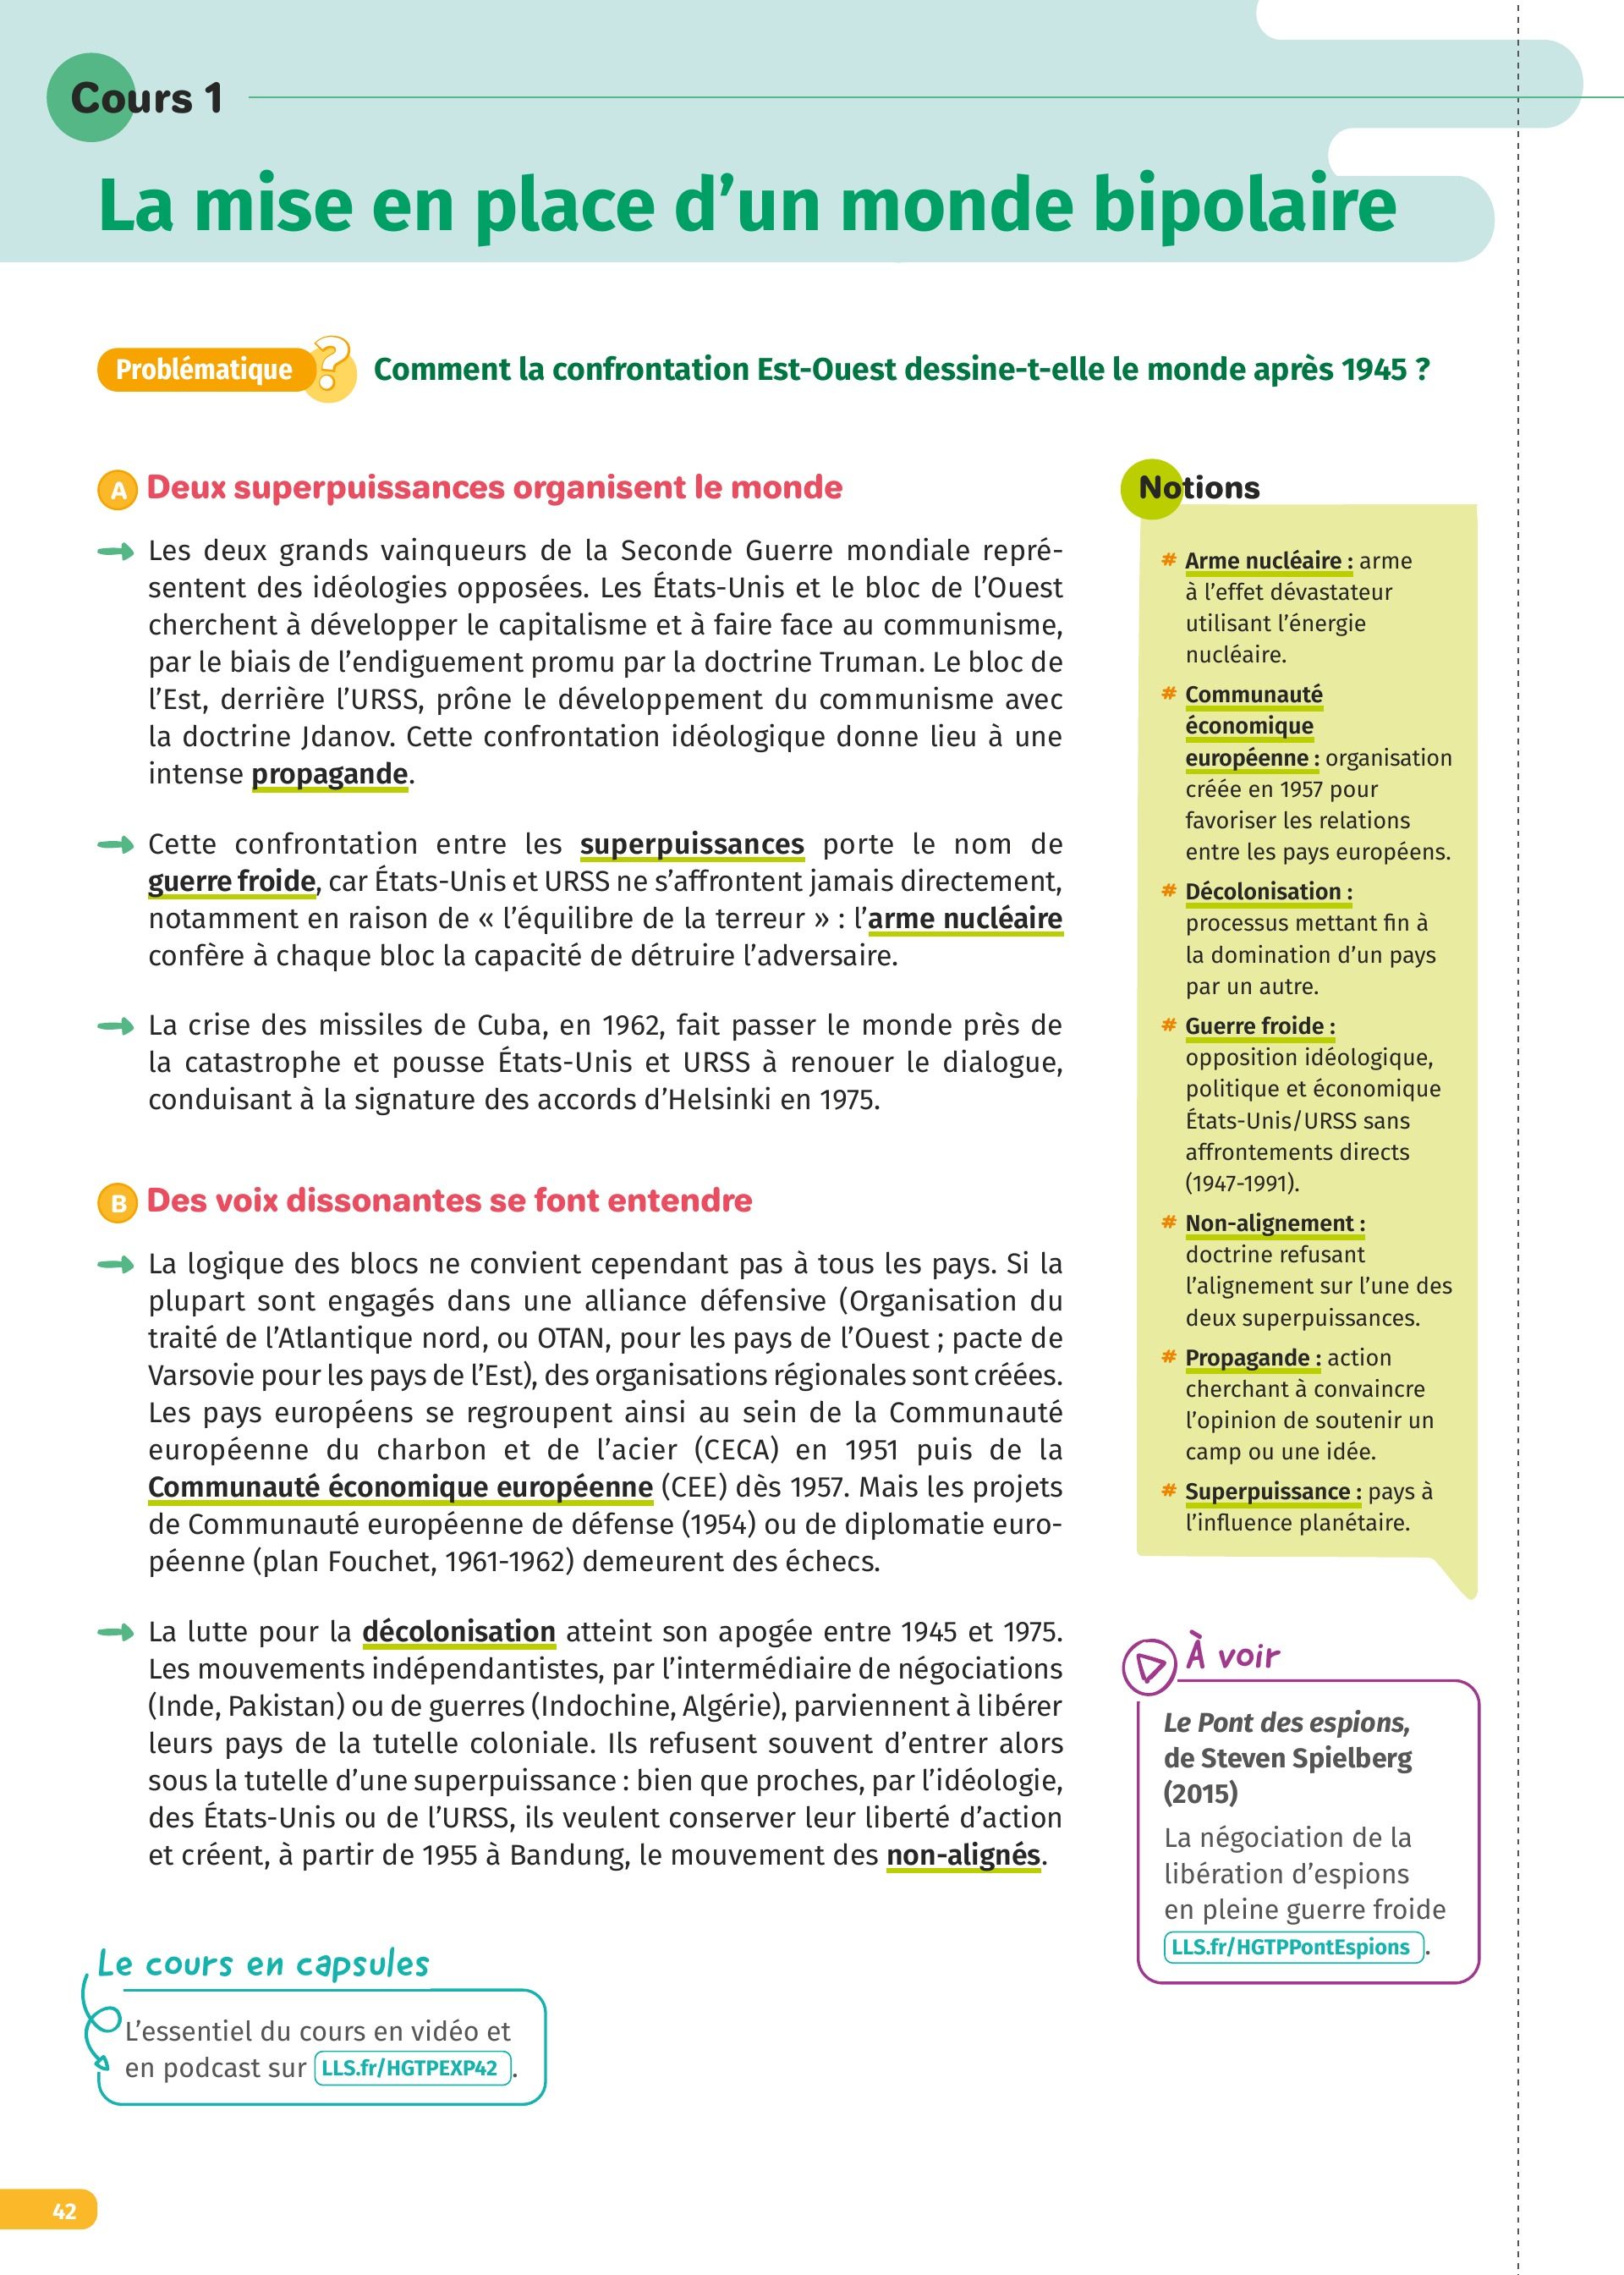 Cours 1
La mise en place d’un monde bipolaire
Problématique ?
Comment la confrontation Est-Ouest dessine-t-elle le monde après 1945 ?
A Deux superpuissances organisent le monde
Les deux grands vainqueurs de la Seconde Guerre mondiale repré-
sentent des idéologies opposées. Les États-Unis et le bloc de l’Ouest
cherchent à développer le capitalisme et à faire face au communisme,
par le biais de l’endiguement promu par la doctrine Truman. Le bloc de
l’Est, derrière l’URSS, prône le développement du communisme avec
la doctrine Jdanov. Cette confrontation idéologique donne lieu à une
intense propagande.
Cette confrontation entre les superpuissances porte le nom de
guerre froide, car États-Unis et URSS ne s’affrontent jamais directement,
notamment en raison de « l’équilibre de la terreur » : l’arme nucléaire
confère à chaque bloc la capacité de détruire l’adversaire.
La crise des missiles de Cuba, en 1962, fait passer le monde près de
la catastrophe et pousse États-Unis et URSS à renouer le dialogue,
conduisant à la signature des accords d’Helsinki en 1975.
B Des voix dissonantes se font entendre
La logique des blocs ne convient cependant pas à tous les pays. Si la
plupart sont engagés dans une alliance défensive (Organisation du
traité de l’Atlantique nord, ou OTAN, pour les pays de l’Ouest ; pacte de
Varsovie pour les pays de l’Est), des organisations régionales sont créées.
Les pays européens se regroupent ainsi au sein de la Communauté
européenne du charbon et de l’acier (CECA) en 1951 puis de la
Communauté économique européenne (CEE) dès 1957. Mais les projets
de Communauté européenne de défense (1954) ou de diplomatie euro-
péenne (plan Fouchet, 1961-1962) demeurent des échecs.
La lutte pour la décolonisation atteint son apogée entre 1945 et 1975.
Les mouvements indépendantistes, par l’intermédiaire de négociations
(Inde, Pakistan) ou de guerres (Indochine, Algérie), parviennent à libérer
leurs pays de la tutelle coloniale. Ils refusent souvent d’entrer alors
sous la tutelle d’une superpuissance : bien que proches, par l’idéologie,
des États-Unis ou de l’URSS, ils veulent conserver leur liberté d’action
et créent, à partir de 1955 à Bandung, le mouvement des non-alignés.
Le cours en capsules
L’essentiel du cours en vidéo et
en podcast sur LLS.fr/HGTPEXP42 .
Notions
# Arme nucléaire : arme
à l’effet dévastateur
utilisant l’énergie
nucléaire.
# Communauté
économique
européenne : organisation
créée en 1957 pour
favoriser les relations
entre les pays européens.
# Décolonisation :
processus mettant fin à
la domination d’un pays
par un autre.
# Guerre froide :
opposition idéologique,
politique et économique
États-Unis/URSS sans
affrontements directs
(1947-1991).
# Non-alignement :
doctrine refusant
l’alignement sur l’une des
deux superpuissances.
# Propagande : action
cherchant à convaincre
l’opinion de soutenir un
camp ou une idée.
# Superpuissance : pays à
l’influence planétaire.
À voir
Le Pont des espions,
de Steven Spielberg
(2015)
La négociation de la
libération d’espions
en pleine guerre froide
LLS.fr/HGTPPontEspions .
42